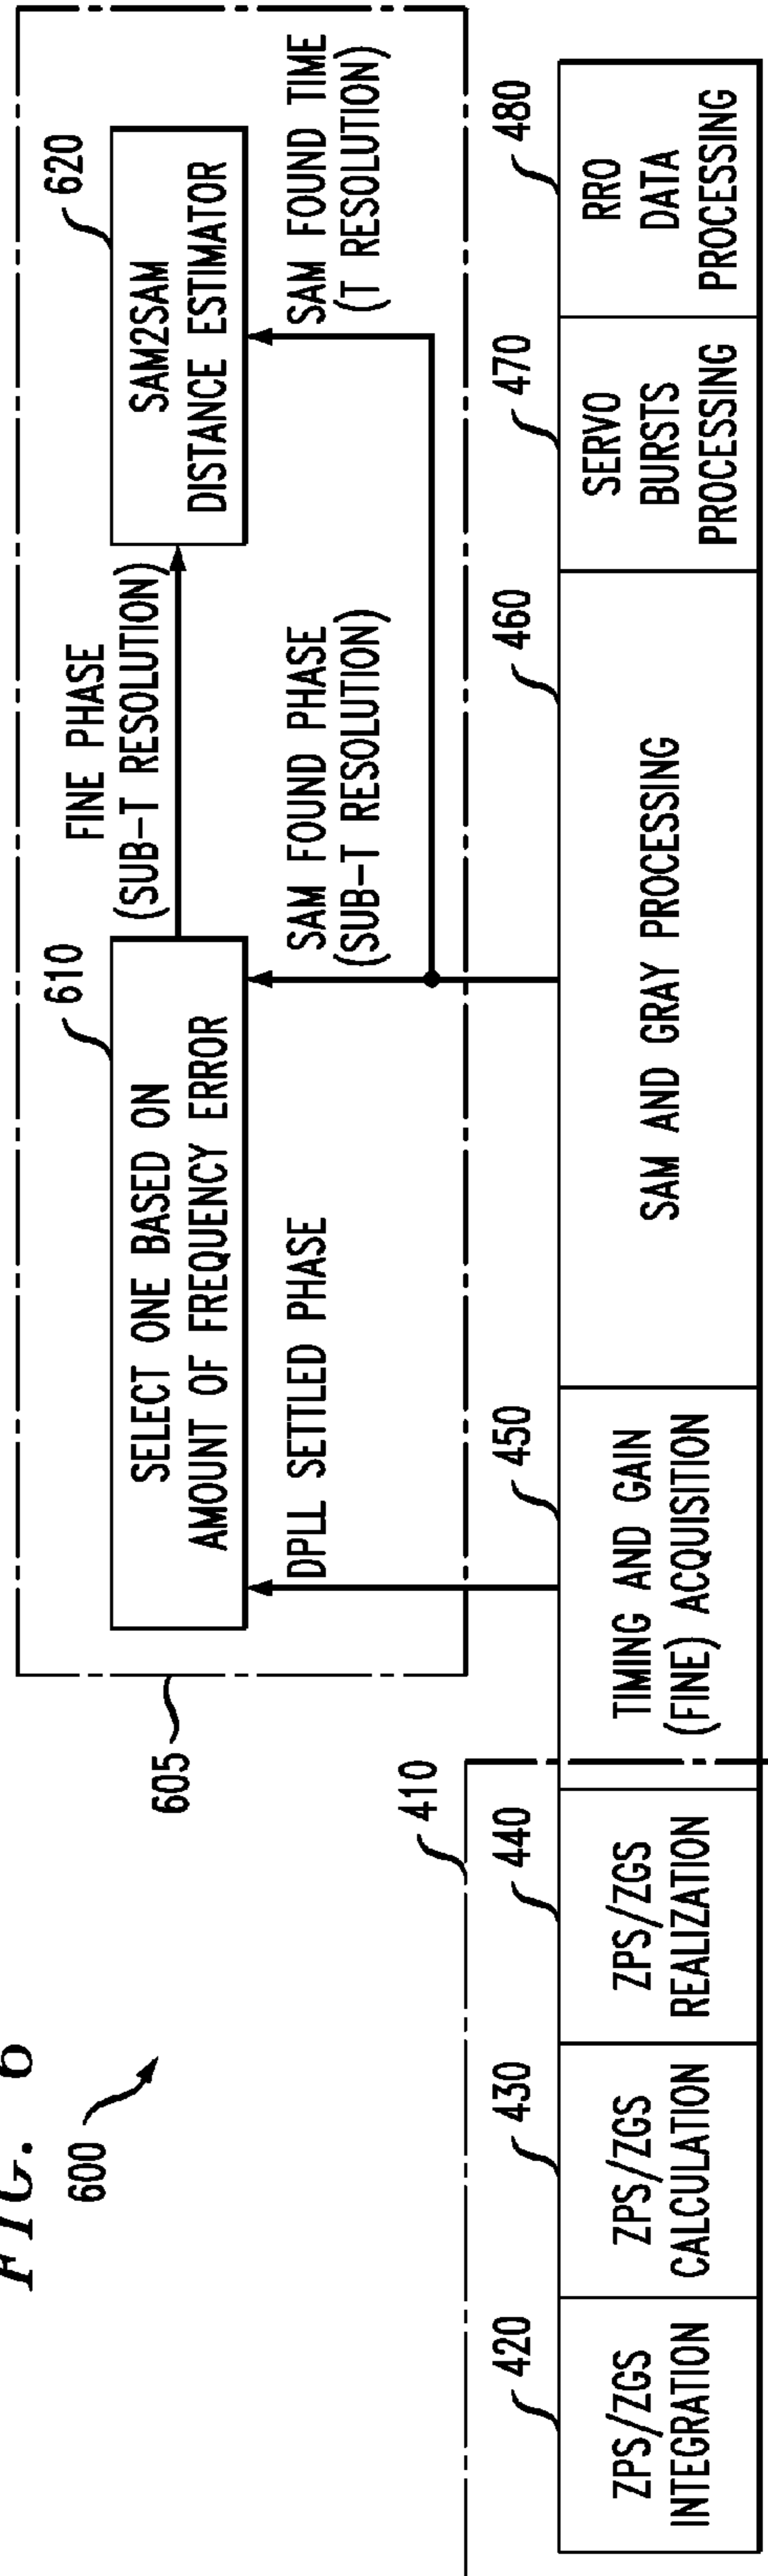 FIG. 6
600
605
610
SELECT ONE BASED ON
AMOUNT OF FREQUENCY ERROR
FINE PHASE
(SUB-T RESOLUTION)
620
SAM2SAM
DISTANCE ESTIMATOR
DPLL SETTLED PHASE
SAM FOUND PHASE
(SUB-T RESOLUTION)
SAM FOUND TIME
(T RESOLUTION)
410
420
ZPS/ZGS
INTEGRATION
430
ZPS/ZGS
CALCULATION
440
ZPS/ZGS
REALIZATION
450
TIMING AND GAIN
(FINE) ACQUISITION
460
SAM AND GRAY PROCESSING
470
SERVO
BURSTS
PROCESSING
480
RRO
DATA
PROCESSING